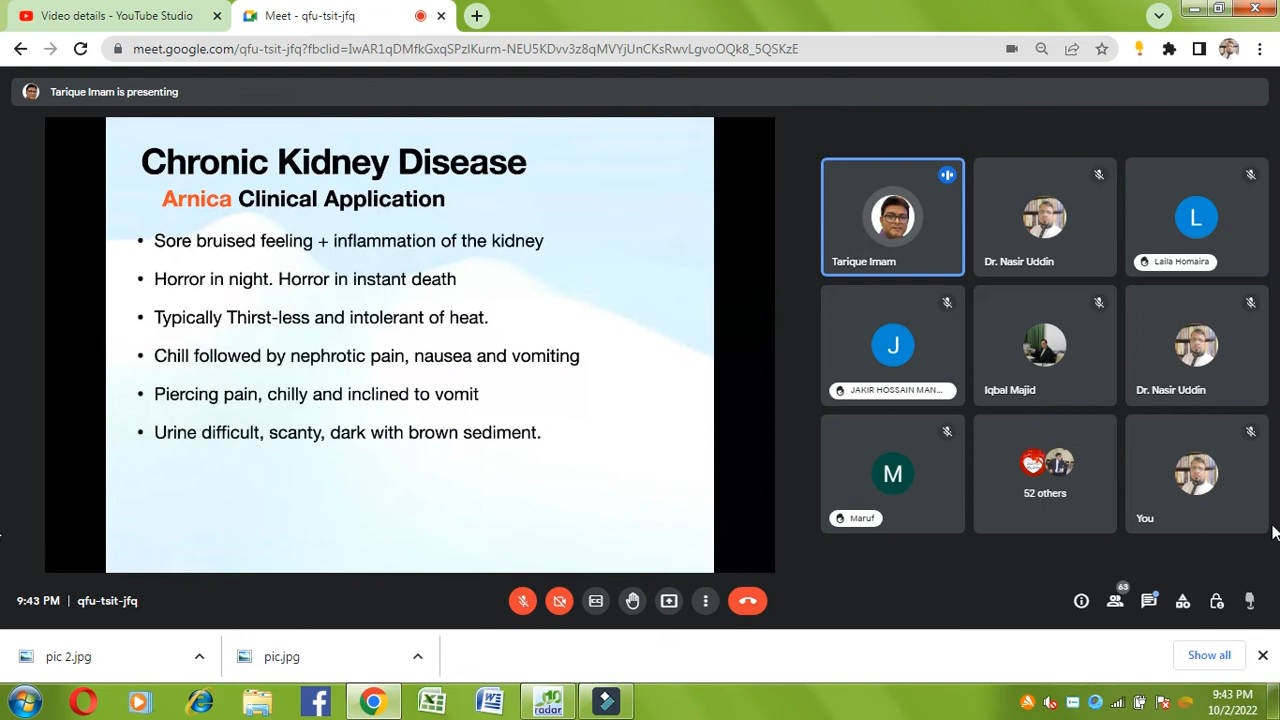 Video details - YouTube Studio
Meet - qfu-tsit-jfq
meet.google.com/qfu-tsit-jfq?fbclid=IwAR1qDMfkGxqSPzlKurm-NEU5KDvv3z8qMVYjUnCKsRwvLgvoOQk8_5QSKzE
Tarique Imam is presenting
Chronic Kidney Disease
Arnica Clinical Application
• Sore bruised feeling + inflammation of the kidney
• Horror in night. Horror in instant death
• Typically Thirst-less and intolerant of heat.
• Chill followed by nephrotic pain, nausea and vomiting
• Piercing pain, chilly and inclined to vomit
• Urine difficult, scanty, dark with brown sediment.
Tarique Imam
Dr. Nasir Uddin
L
Laila Homaira
J
JAKIR HOSSAIN MAN...
Iqbal Majid
Dr. Nasir Uddin
M
Maruf
52 others
You
9:43 PM | qfu-tsit-jfq
63
pic 2.jpg
pic.jpg
Show all
10
radar
9:43 PM
10/2/2022